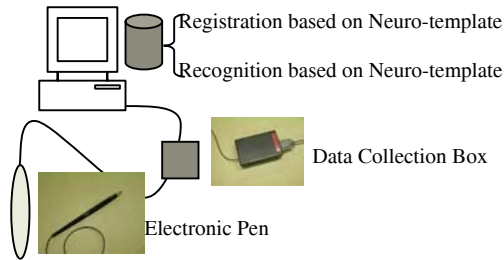 Registration based on Neuro-template
Recognition based on Neuro-template
Data Collection Box
Electronic Pen